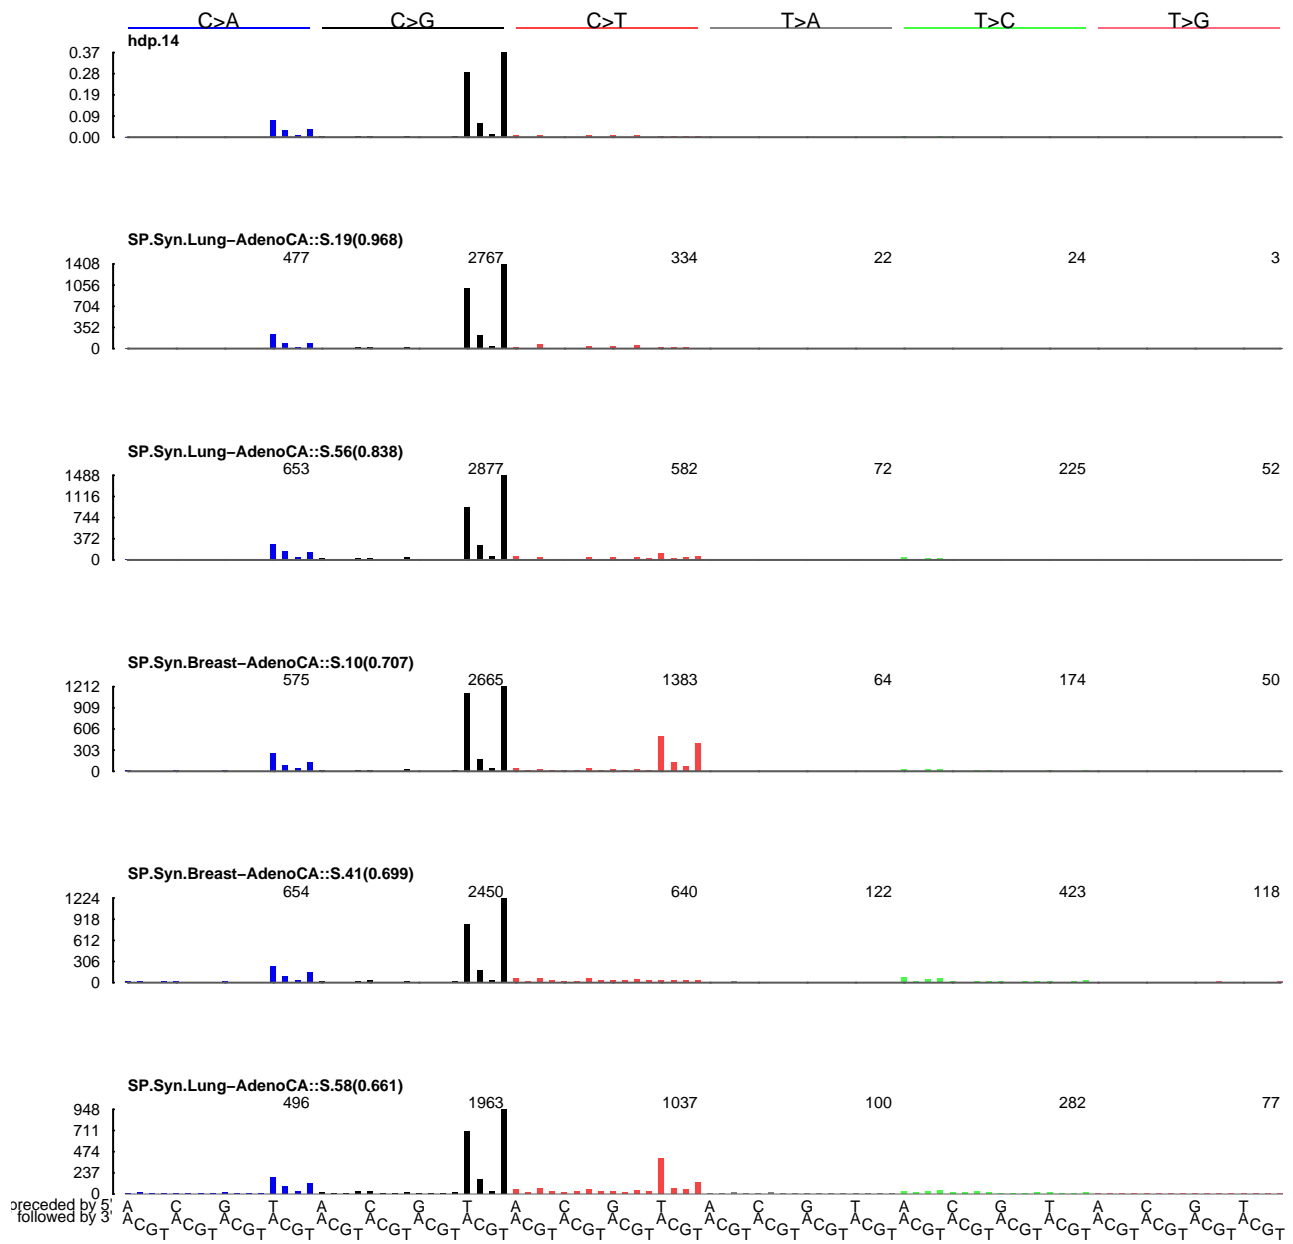 C>A C>G C>T T>A T>C T>G
hdp.14
0.37
0.28
0.19
0.09
0.00
SP.Syn.Lung−AdenoCA::S.19(0.968)
477 2767 334 22 24 3
1408
1056
704
352
0
SP.Syn.Lung−AdenoCA::S.56(0.838)
653 2877 582 72 225 52
1488
1116
744
372
0
SP.Syn.Breast−AdenoCA::S.10(0.707)
575 2665 1383 64 174 50
1212
909
606
303
0
SP.Syn.Breast−AdenoCA::S.41(0.699)
654 2450 640 122 423 118
1224
918
612
306
0
SP.Syn.Lung−AdenoCA::S.58(0.661)
496 1963 1037 100 282 77
948
711
474
237
0
preceded by 5' A C G T A C G T A C G T A C G T A C G T A C G T
followed by 3' A C G T A C G T A C G T A C G T A C G T A C G T A C G T A C G T A C G T A C G T A C G T A C G T A C G T A C G T A C G T A C G T A C G T A C G T A C G T A C G T A C G T A C G T A C G T A C G T